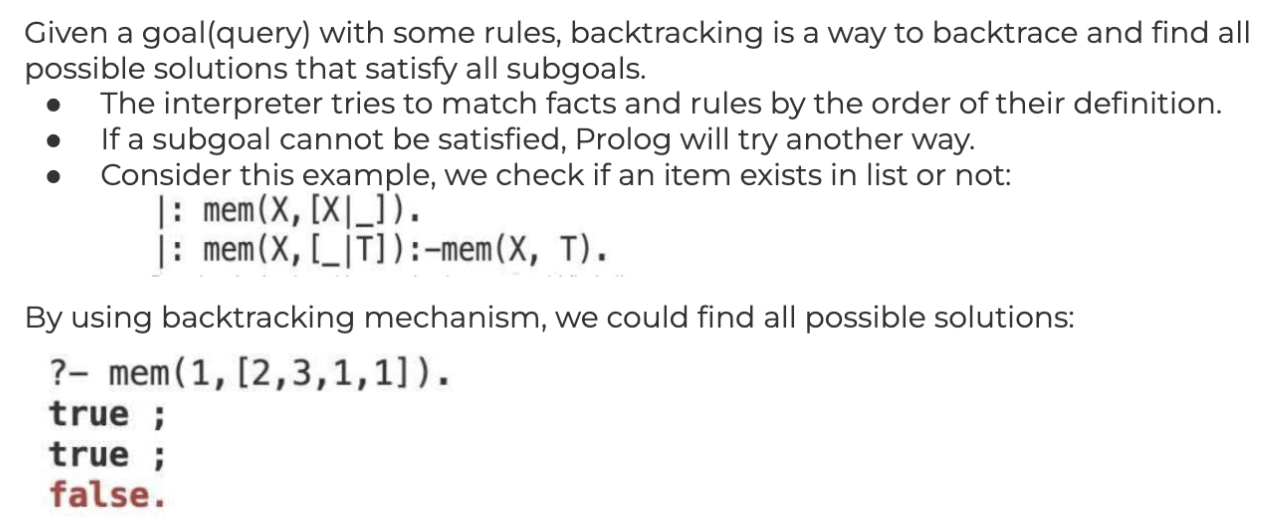 Given a goal(query) with some rules, backtracking is a way to backtrace and find all
possible solutions that satisfy all subgoals.
● The interpreter tries to match facts and rules by the order of their definition.
● If a subgoal cannot be satisfied, Prolog will try another way.
● Consider this example, we check if an item exists in list or not:
|: mem(X,[X|_]).
|: mem(X,[_|T]):-mem(X, T).
By using backtracking mechanism, we could find all possible solutions:
?- mem(1,[2,3,1,1]).
true ;
true ;
false.